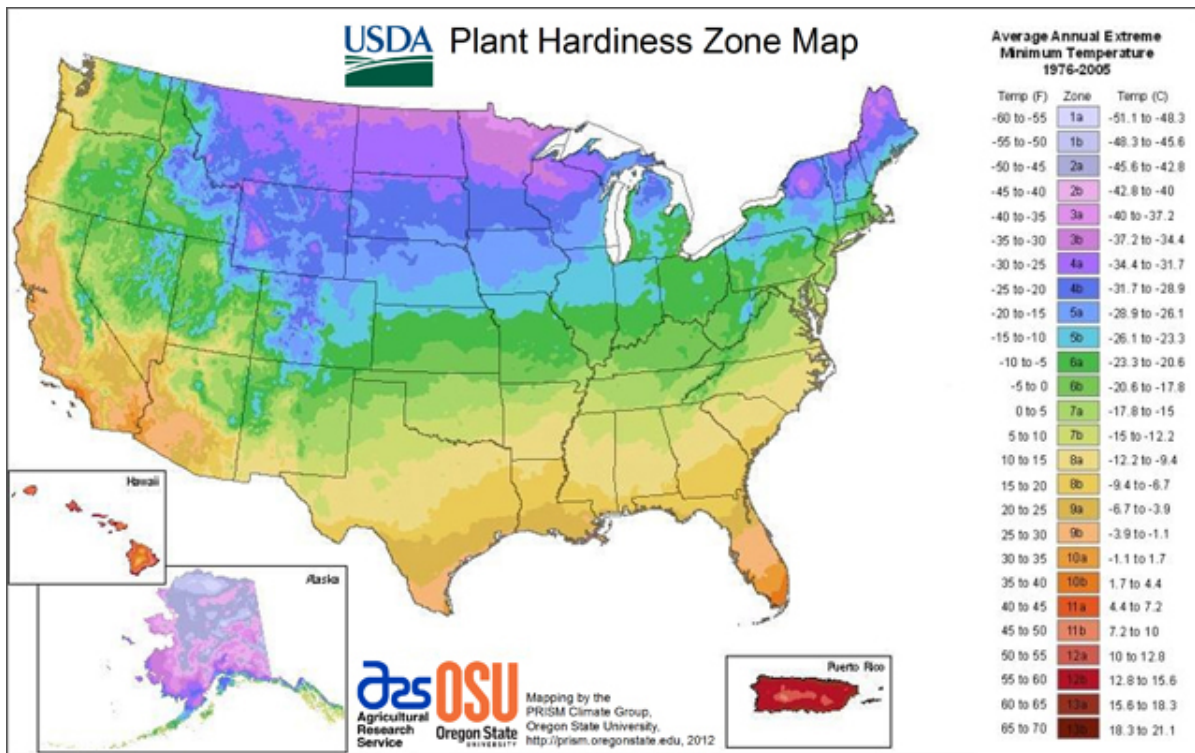 USDA Plant Hardiness Zone Map
Average Annual Extreme
Minimum Temperature
1976-2005
Temp (F) Zone Temp (C)
-60 to -55 1a -51.1 to -48.3
-55 to -50 1b -48.3 to -45.6
-50 to -45 2a -45.6 to -42.8
-45 to -40 2b -42.8 to -40
-40 to -35 3a -40 to -37.2
-35 to -30 3b -37.2 to -34.4
-30 to -25 4a -34.4 to -31.7
-25 to -20 4b -31.7 to -28.9
-20 to -15 5a -28.9 to -26.1
-15 to -10 5b -26.1 to -23.3
-10 to -5 6a -23.3 to -20.6
-5 to 0 6b -20.6 to -17.8
0 to 5 7a -17.8 to -15
5 to 10 7b -15 to -12.2
10 to 15 8a -12.2 to -9.4
15 to 20 8b -9.4 to -6.7
20 to 25 9a -6.7 to -3.9
25 to 30 9b -3.9 to -1.1
30 to 35 10a -1.1 to 1.7
35 to 40 10b 1.7 to 4.4
40 to 45 11a 4.4 to 7.2
45 to 50 11b 7.2 to 10
50 to 55 12a 10 to 12.8
55 to 60 12b 12.8 to 15.6
60 to 65 13a 15.6 to 18.3
65 to 70 13b 18.3 to 21.1
Hawaii
Alaska
Puerto Rico
ars
Agricultural
Research
Service
OSU
Oregon State
UNIVERSITY
Mapping by the
PRISM Climate Group,
Oregon State University,
http://prism.oregonstate.edu, 2012